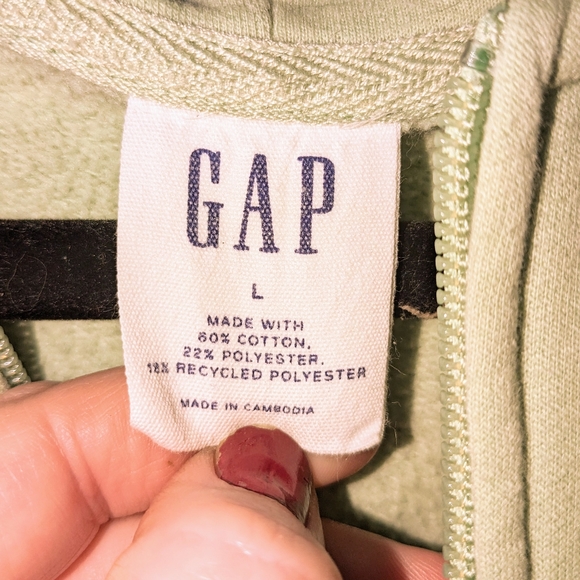 GAP
L
MADE WITH
60% COTTON,
22% POLYESTER,
18% RECYCLED POLYESTER
MADE IN CAMBODIA